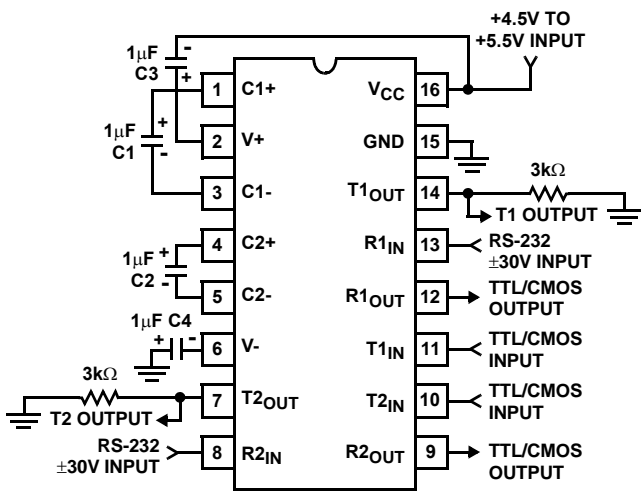 +4.5V TO
+5.5V INPUT
1μF
C3
-
+
1 C1+ VCC 16
1μF
C1
+
-
2 V+ GND 15
3kΩ
3 C1- T1OUT 14
T1 OUTPUT
4 C2+ R1IN 13 RS-232
±30V INPUT
1μF
C2
+
-
5 C2- R1OUT 12 TTL/CMOS
OUTPUT
1μF C4
+ -
6 V- T1IN 11 TTL/CMOS
INPUT
3kΩ
7 T2OUT T2IN 10 TTL/CMOS
INPUT
T2 OUTPUT
RS-232
±30V INPUT
8 R2IN R2OUT 9 TTL/CMOS
OUTPUT